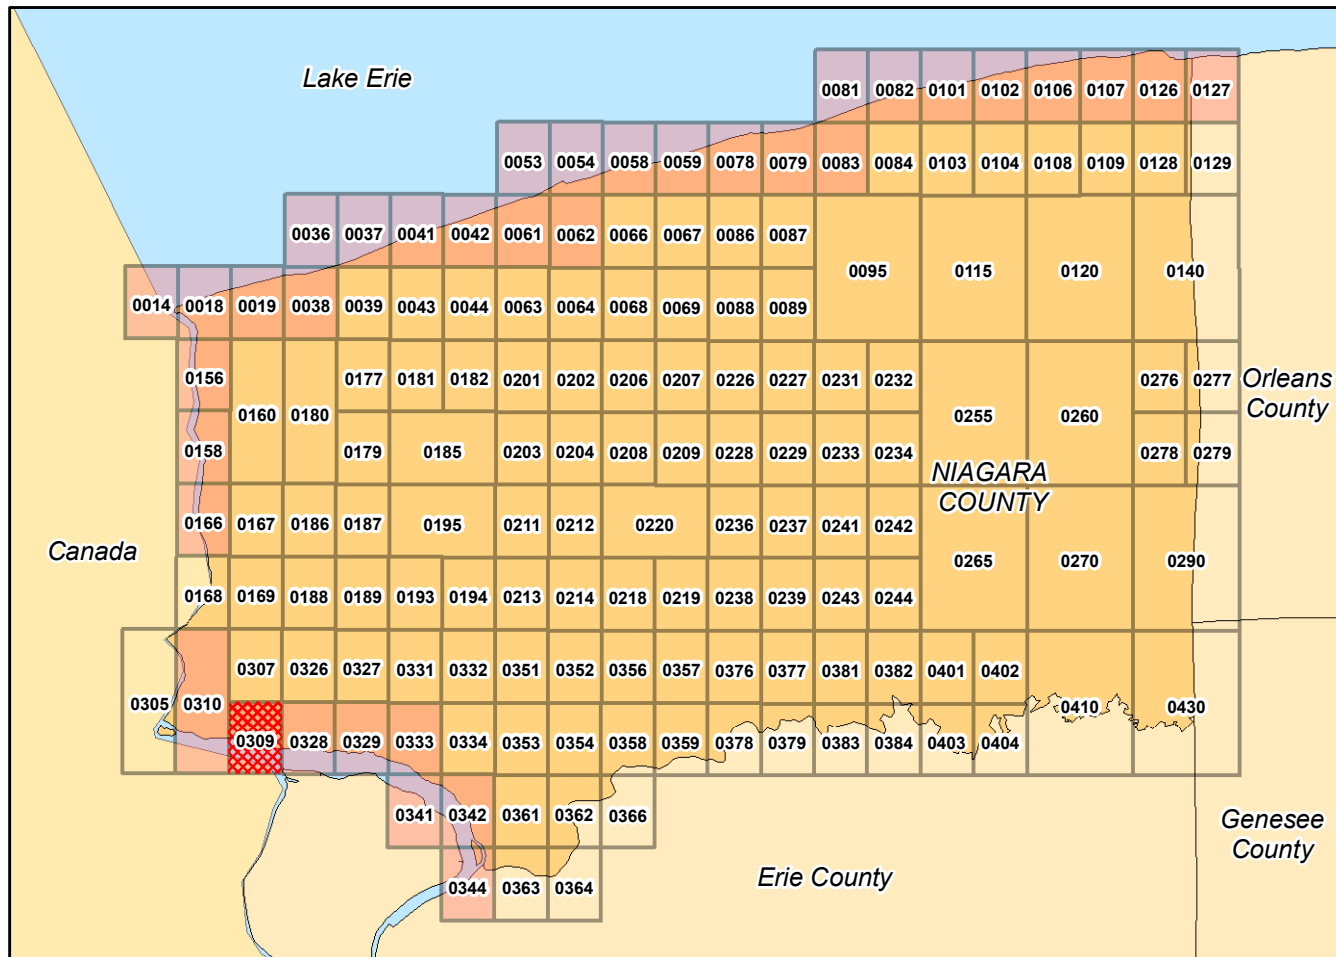 Lake Erie
0081 0082 0101 0102 0106 0107 0126 0127
0053 0054 0058 0059 0078 0079 0083 0084 0103 0104 0108 0109 0128 0129
0036 0037 0041 0042 0061 0062 0066 0067 0086 0087
0095 0115 0120 0140
0014 0018 0019 0038 0039 0043 0044 0063 0064 0068 0069 0088 0089
0156 0177 0181 0182 0201 0202 0206 0207 0226 0227 0231 0232 0276 0277 Orleans
0160 0180 0255 0260 County
0158 0179 0185 0203 0204 0208 0209 0228 0229 0233 0234 0278 0279
NIAGARA
COUNTY
0166 0167 0186 0187 0195 0211 0212 0220 0236 0237 0241 0242
Canada
0265 0270 0290
0168 0169 0188 0189 0193 0194 0213 0214 0218 0219 0238 0239 0243 0244
0307 0326 0327 0331 0332 0351 0352 0356 0357 0376 0377 0381 0382 0401 0402
0305 0310 0410 0430
0309 0328 0329 0333 0334 0353 0354 0358 0359 0378 0379 0383 0384 0403 0404
0341 0342 0361 0362 0366
Genesee
County
Erie County
0344 0363 0364